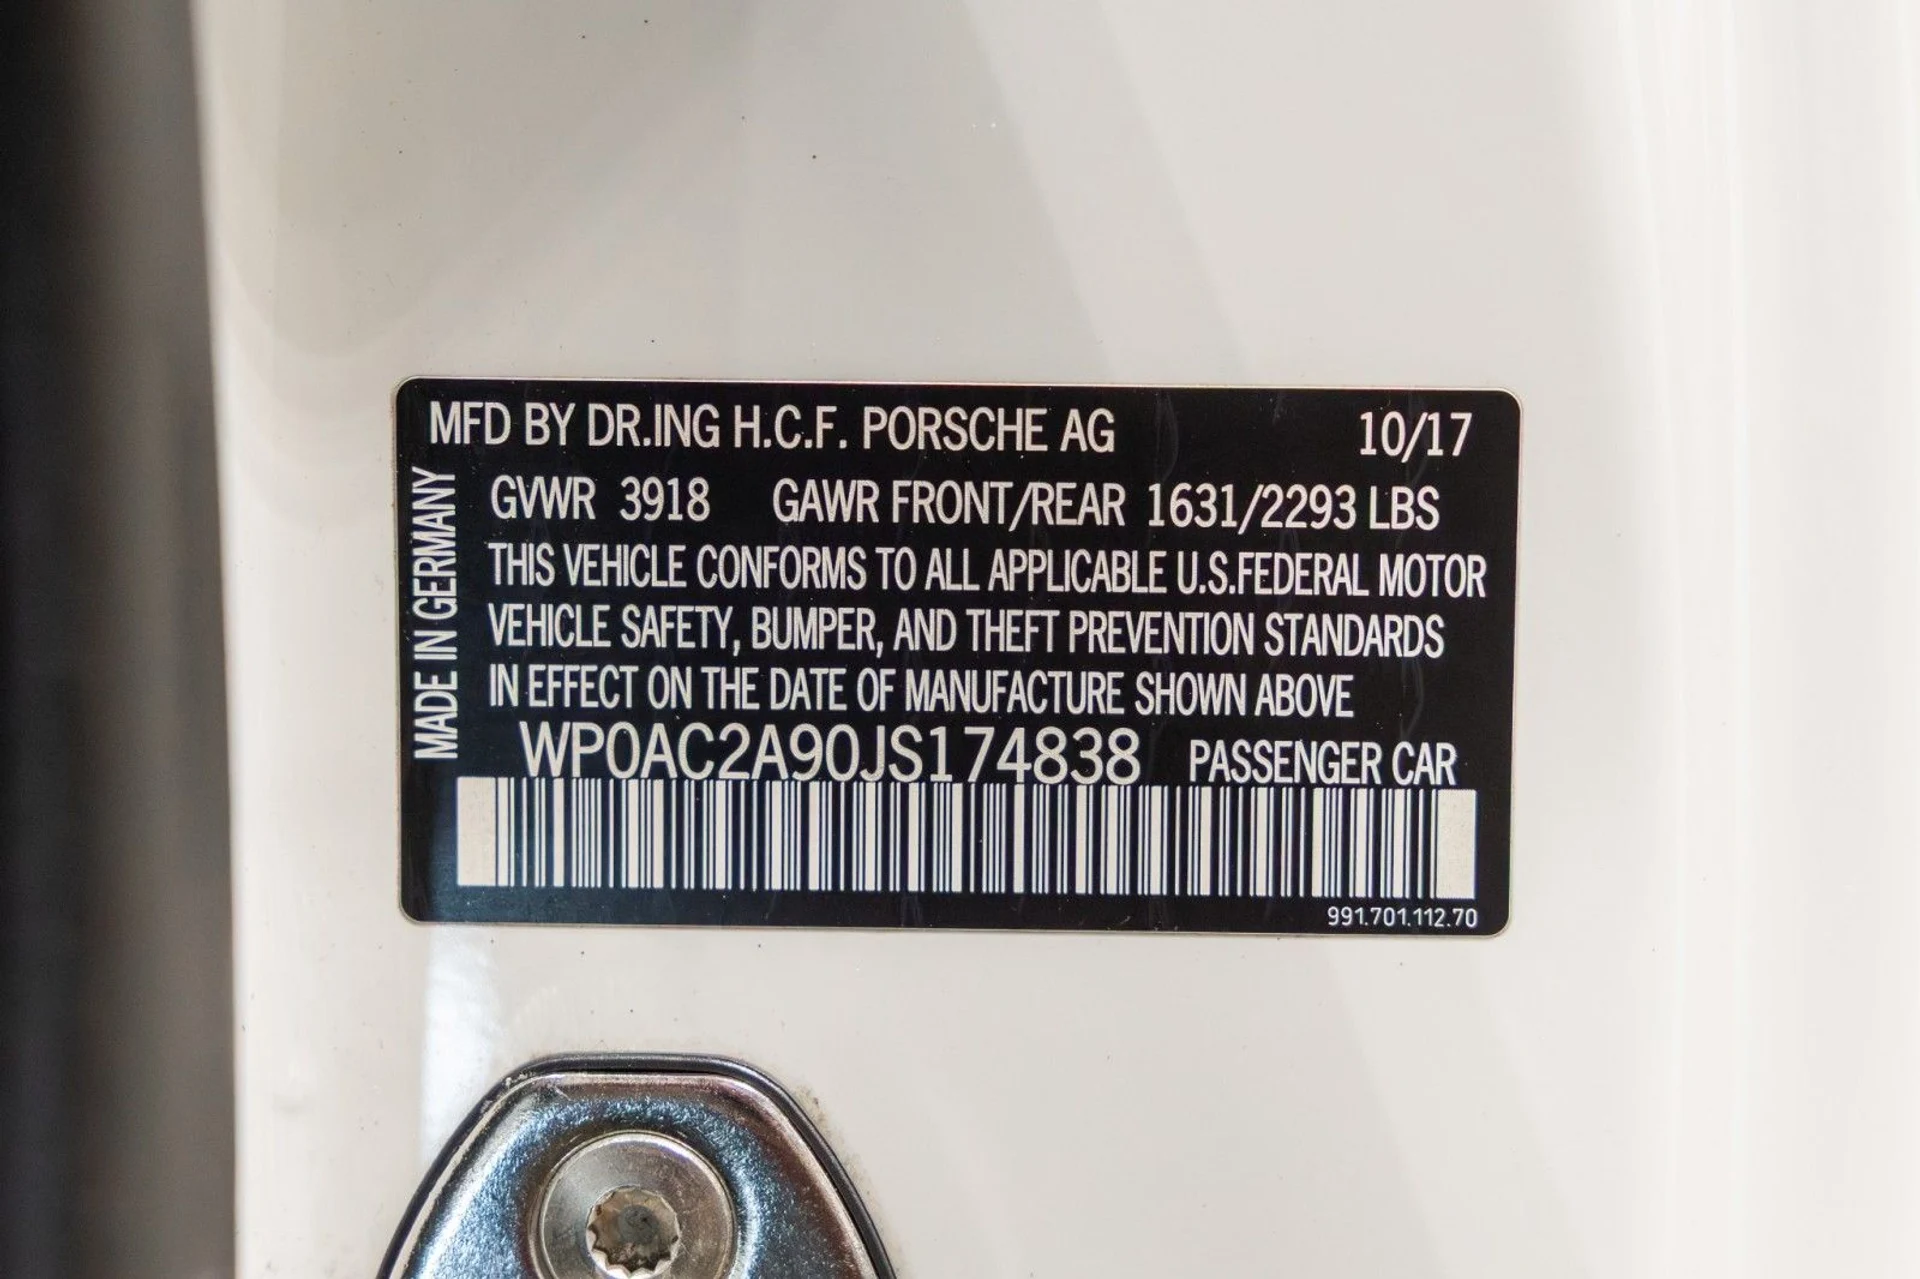 MFD BY DR.ING H.C.F. PORSCHE AG 10/17
MADE IN GERMANY
GVWR 3918 GAWR FRONT/REAR 1631/2293 LBS
THIS VEHICLE CONFORMS TO ALL APPLICABLE U.S.FEDERAL MOTOR
VEHICLE SAFETY, BUMPER, AND THEFT PREVENTION STANDARDS
IN EFFECT ON THE DATE OF MANUFACTURE SHOWN ABOVE
WP0AC2A90JS174838 PASSENGER CAR
991.701.112.70